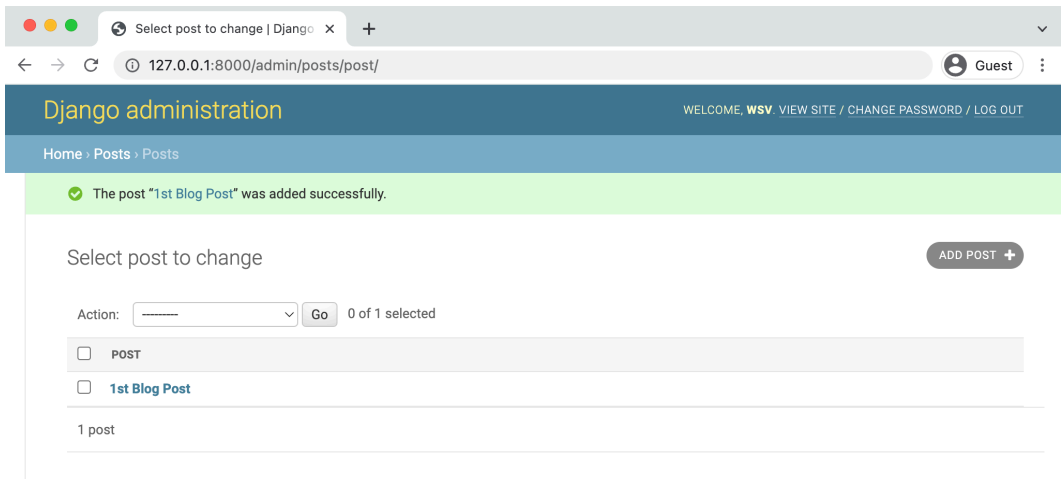 Select post to change | Django
127.0.0.1:8000/admin/posts/post/
Guest
Django administration
WELCOME, WSV. VIEW SITE / CHANGE PASSWORD / LOG OUT
Home › Posts › Posts
The post “1st Blog Post” was added successfully.
Select post to change
ADD POST +
Action: --------- Go 0 of 1 selected
POST
1st Blog Post
1 post